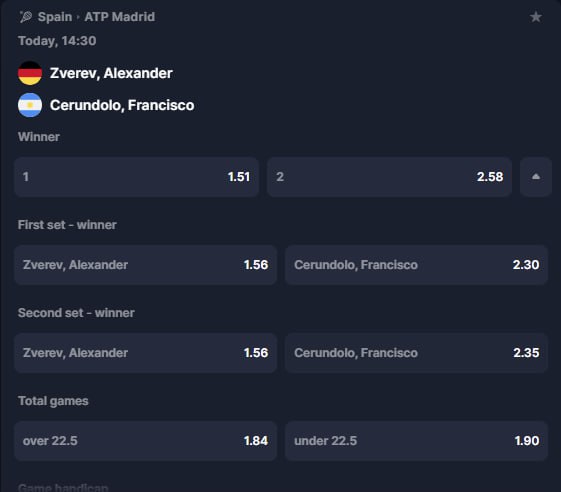 Spain · ATP Madrid
Today, 14:30
Zverev, Alexander
Cerundolo, Francisco
Winner
1 1.51 2 2.58
First set - winner
Zverev, Alexander 1.56 Cerundolo, Francisco 2.30
Second set - winner
Zverev, Alexander 1.56 Cerundolo, Francisco 2.35
Total games
over 22.5 1.84 under 22.5 1.90
Game handicap